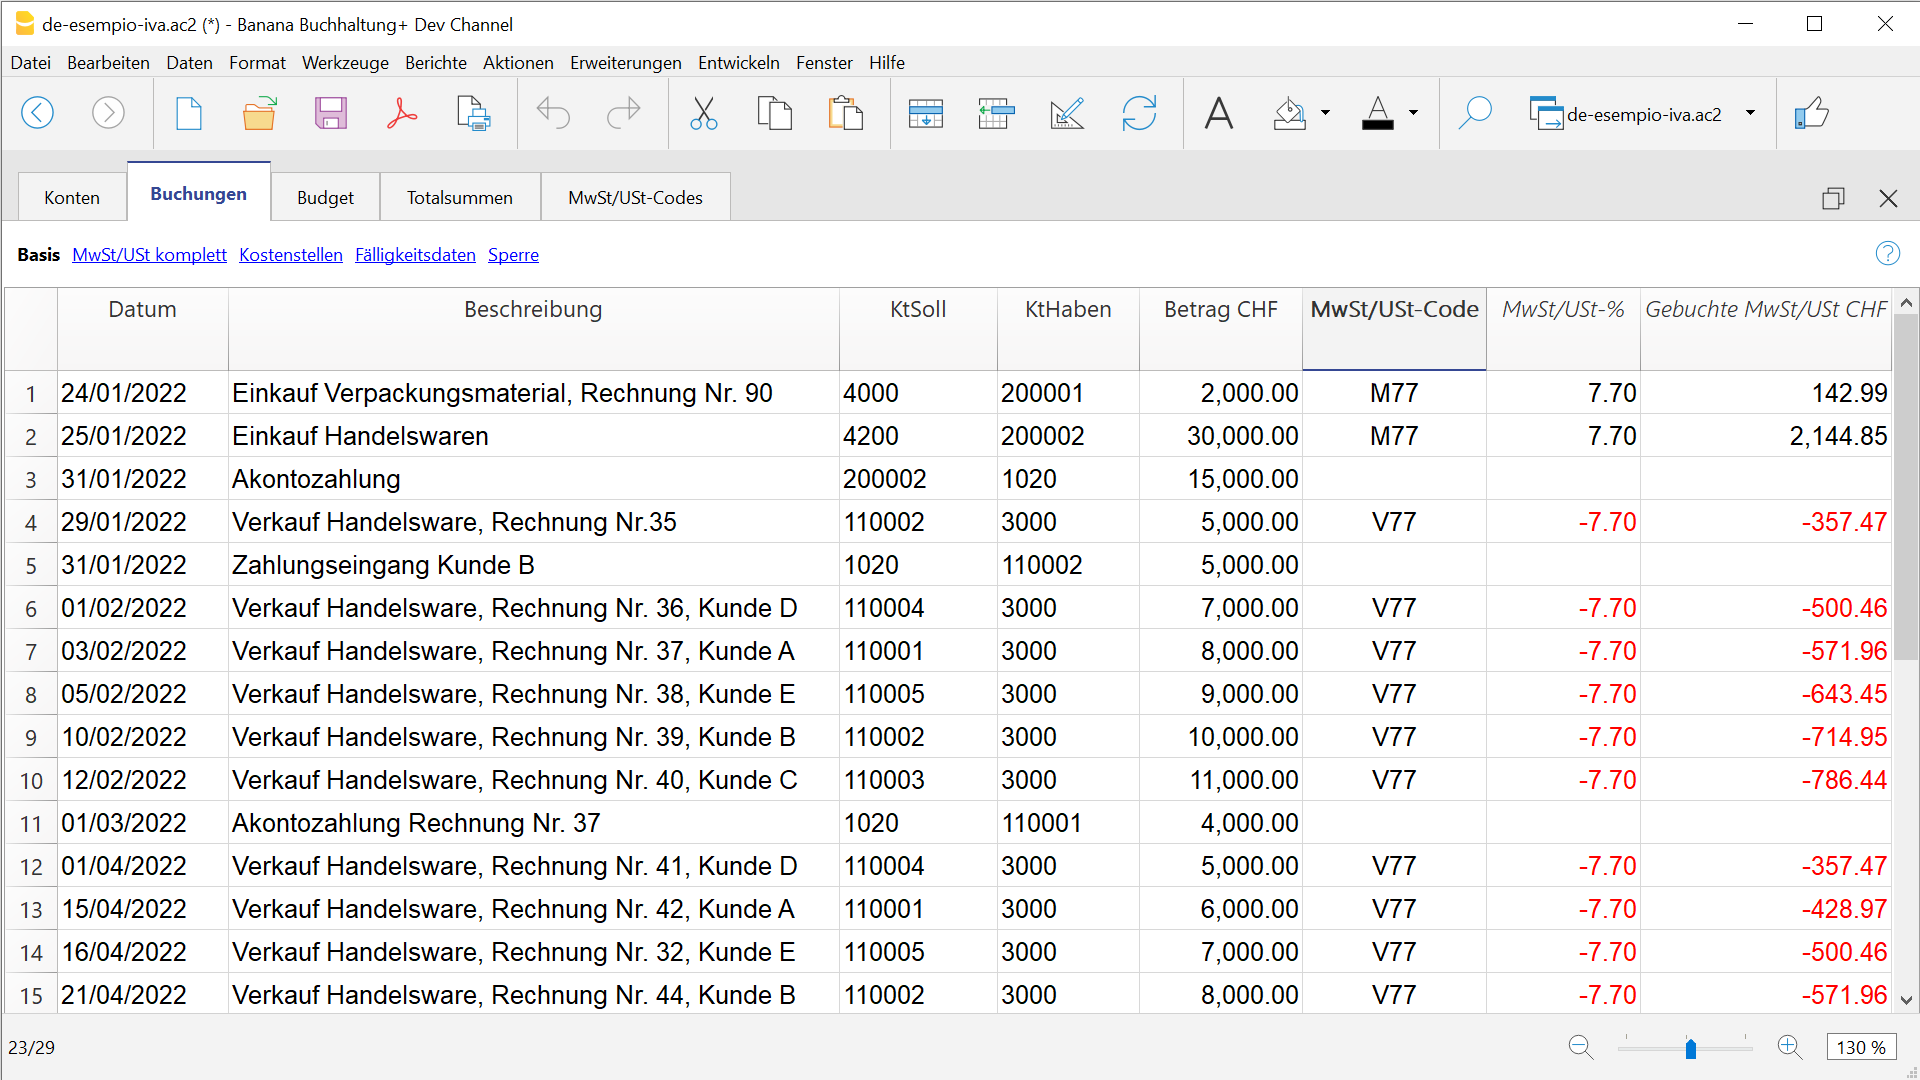 de-esempio-iva.ac2 (*) - Banana Buchhaltung+ Dev Channel
Datei Bearbeiten Daten Format Werkzeuge Berichte Aktionen Erweiterungen Entwickeln Fenster Hilfe
de-esempio-iva.ac2
Konten Buchungen Budget Totalsummen MwSt/USt-Codes
Basis MwSt/USt komplett Kostenstellen Fälligkeitsdaten Sperre
Datum Beschreibung KtSoll KtHaben Betrag CHF MwSt/USt-Code MwSt/USt-% Gebuchte MwSt/USt CHF
1 24/01/2022 Einkauf Verpackungsmaterial, Rechnung Nr. 90 4000 200001 2,000.00 M77 7.70 142.99
2 25/01/2022 Einkauf Handelswaren 4200 200002 30,000.00 M77 7.70 2,144.85
3 31/01/2022 Akontozahlung 200002 1020 15,000.00
4 29/01/2022 Verkauf Handelsware, Rechnung Nr.35 110002 3000 5,000.00 V77 -7.70 -357.47
5 31/01/2022 Zahlungseingang Kunde B 1020 110002 5,000.00
6 01/02/2022 Verkauf Handelsware, Rechnung Nr. 36, Kunde D 110004 3000 7,000.00 V77 -7.70 -500.46
7 03/02/2022 Verkauf Handelsware, Rechnung Nr. 37, Kunde A 110001 3000 8,000.00 V77 -7.70 -571.96
8 05/02/2022 Verkauf Handelsware, Rechnung Nr. 38, Kunde E 110005 3000 9,000.00 V77 -7.70 -643.45
9 10/02/2022 Verkauf Handelsware, Rechnung Nr. 39, Kunde B 110002 3000 10,000.00 V77 -7.70 -714.95
10 12/02/2022 Verkauf Handelsware, Rechnung Nr. 40, Kunde C 110003 3000 11,000.00 V77 -7.70 -786.44
11 01/03/2022 Akontozahlung Rechnung Nr. 37 1020 110001 4,000.00
12 01/04/2022 Verkauf Handelsware, Rechnung Nr. 41, Kunde D 110004 3000 5,000.00 V77 -7.70 -357.47
13 15/04/2022 Verkauf Handelsware, Rechnung Nr. 42, Kunde A 110001 3000 6,000.00 V77 -7.70 -428.97
14 16/04/2022 Verkauf Handelsware, Rechnung Nr. 32, Kunde E 110005 3000 7,000.00 V77 -7.70 -500.46
15 21/04/2022 Verkauf Handelsware, Rechnung Nr. 44, Kunde B 110002 3000 8,000.00 V77 -7.70 -571.96
23/29 130 %